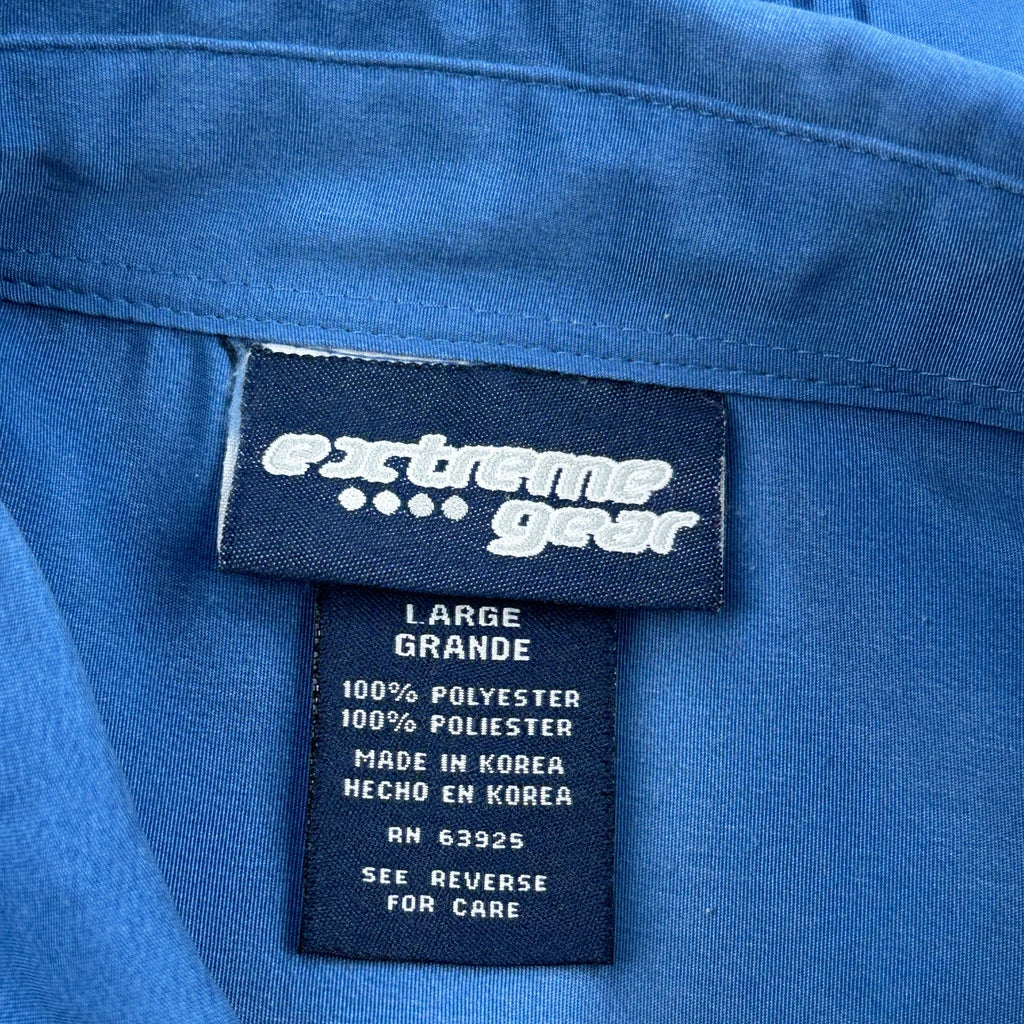 extreme
gear
LARGE
GRANDE
100% POLYESTER
100% POLIESTER
MADE IN KOREA
HECHO EN KOREA
RN 63925
SEE REVERSE
FOR CARE